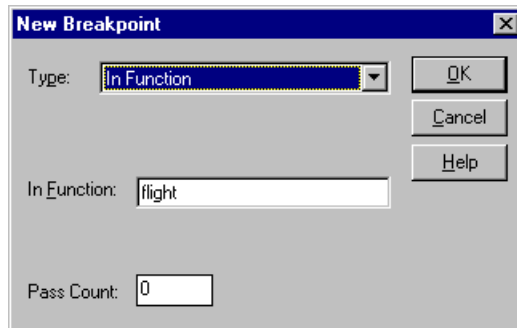 New Breakpoint
Type: In Function
OK
Cancel
Help
In Function: flight
Pass Count: 0